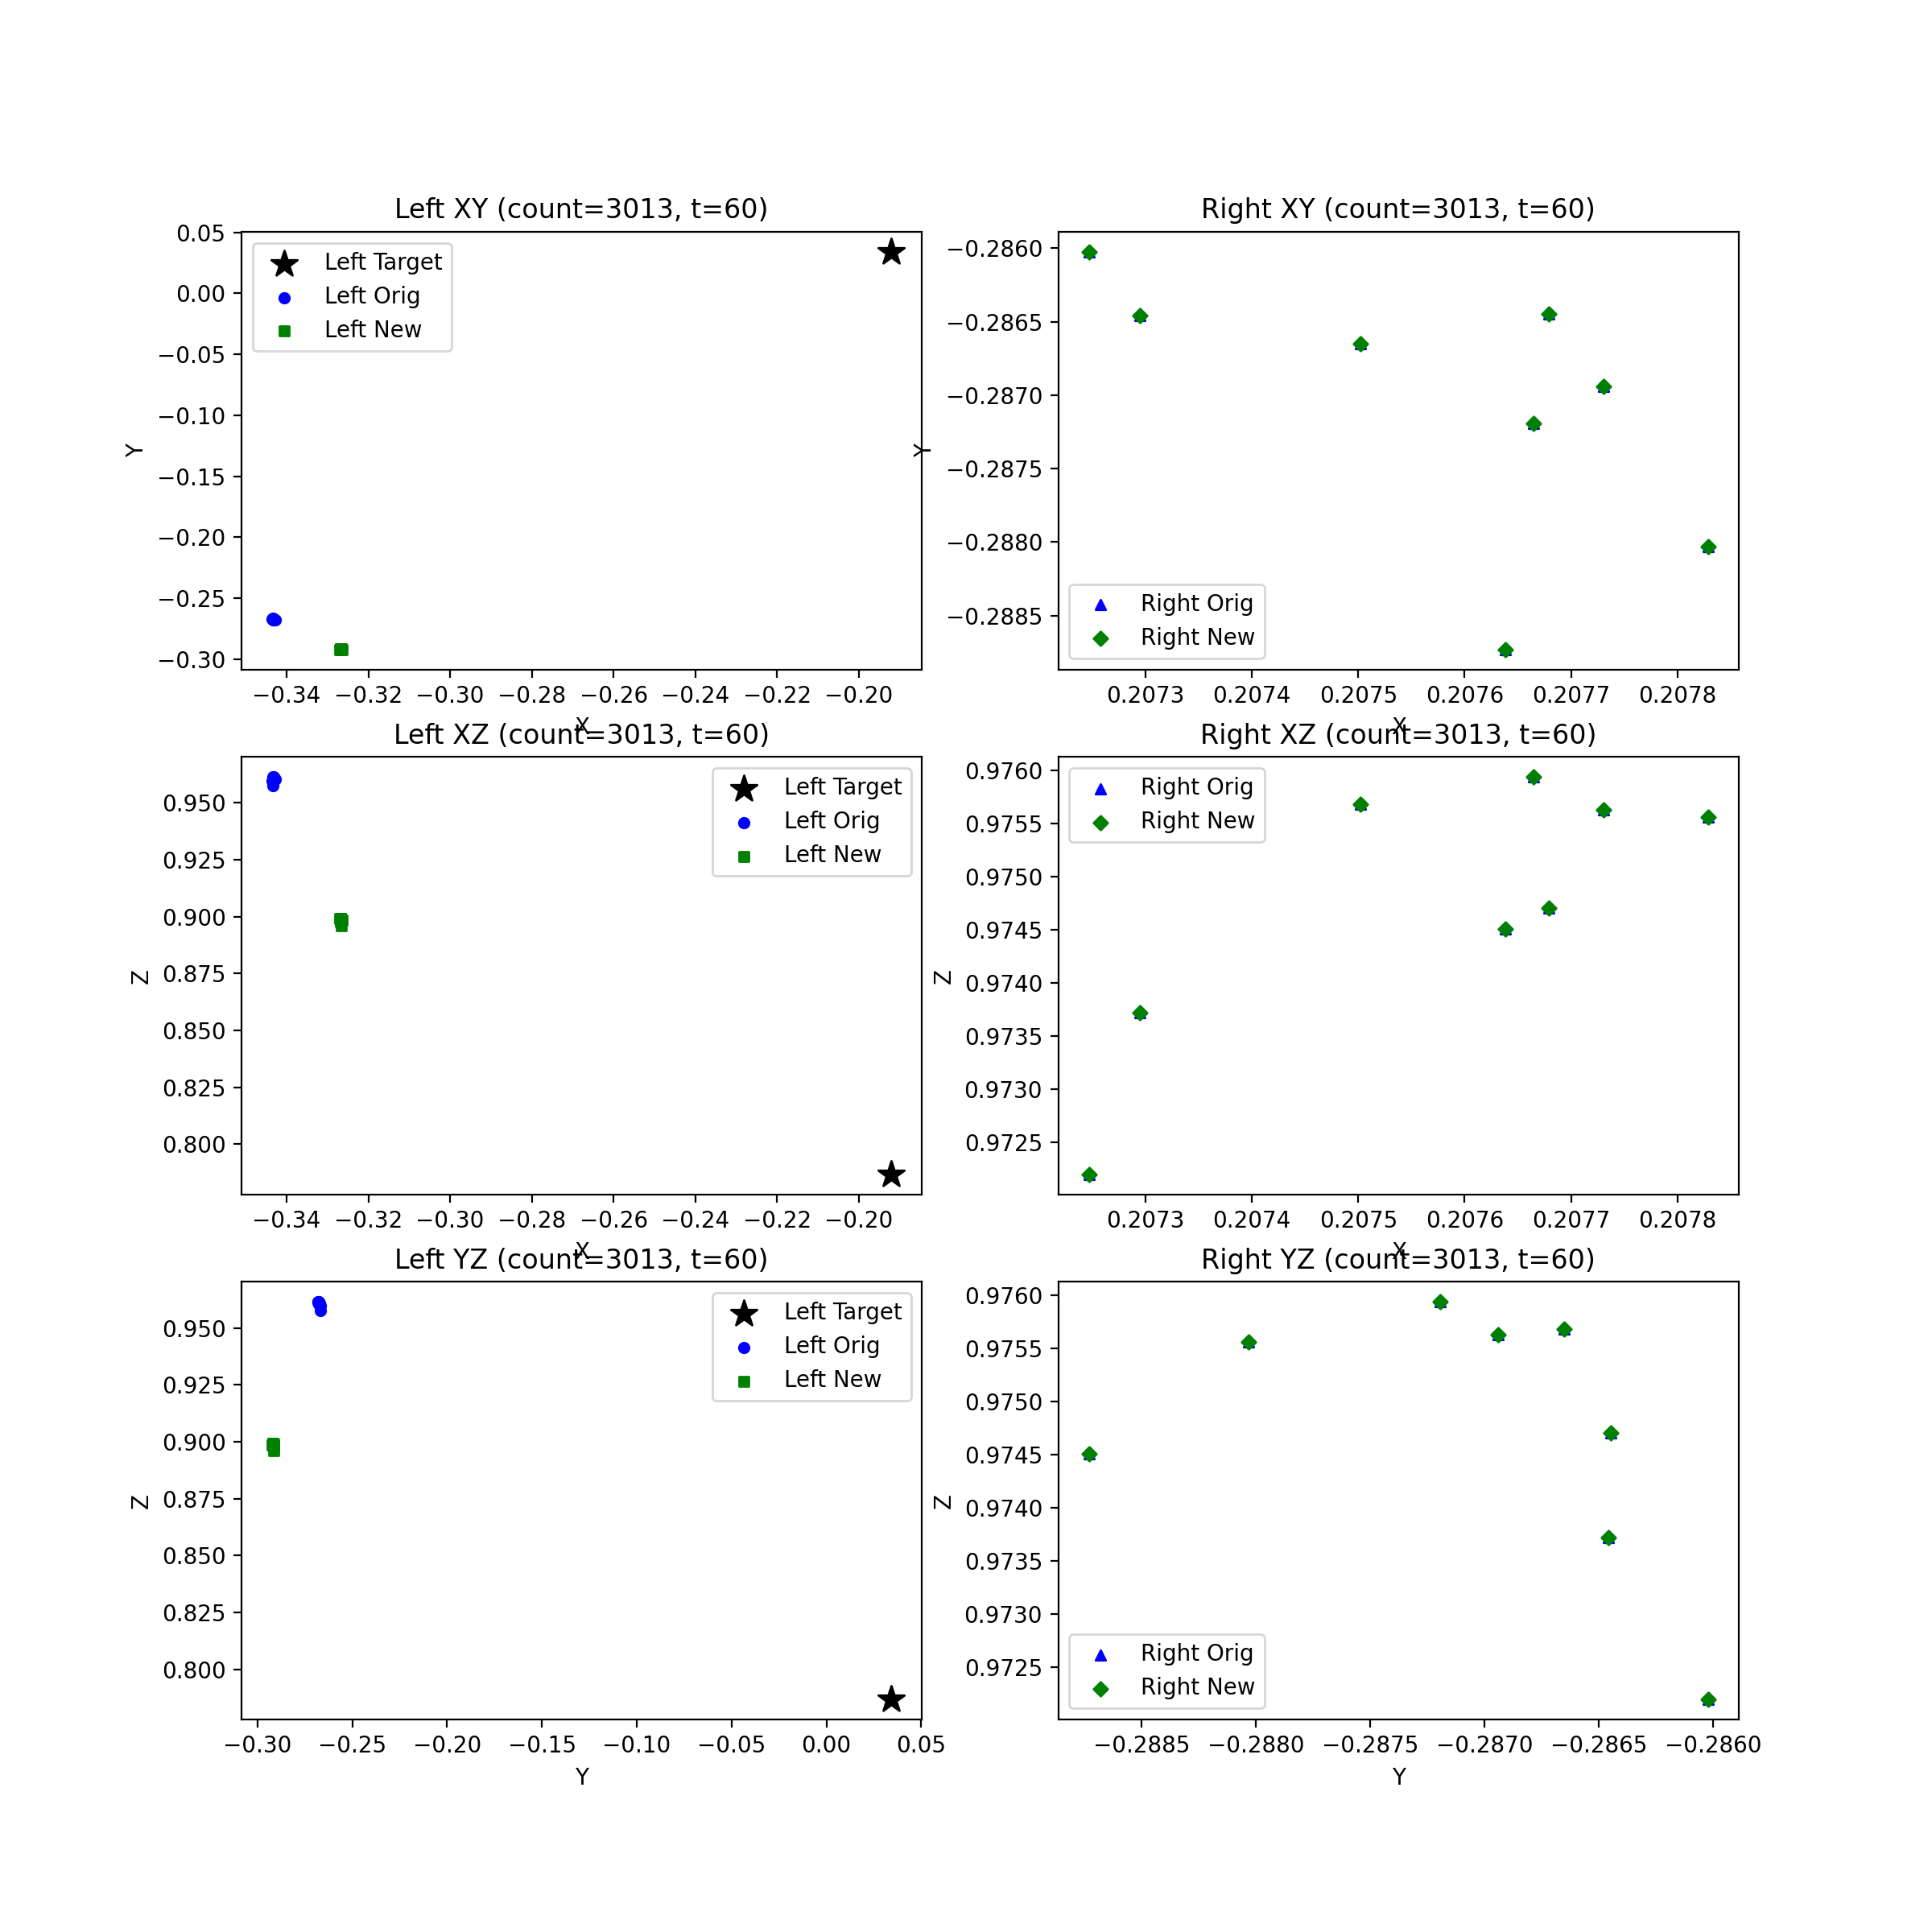 Left XY (count=3013, t=60)
0.05
0.00
−0.05
−0.10
−0.15
−0.20
−0.25
−0.30
Y
Left Target
Left Orig
Left New
−0.34 −0.32 −0.30 −0.28 −0.26 −0.24 −0.22 −0.20
X
Right XY (count=3013, t=60)
−0.2860
−0.2865
−0.2870
−0.2875
−0.2880
−0.2885
Y
Right Orig
Right New
0.2073 0.2074 0.2075 0.2076 0.2077 0.2078
X
Left XZ (count=3013, t=60)
0.950
0.925
0.900
0.875
0.850
0.825
0.800
Z
Left Target
Left Orig
Left New
−0.34 −0.32 −0.30 −0.28 −0.26 −0.24 −0.22 −0.20
X
Right XZ (count=3013, t=60)
0.9760
0.9755
0.9750
0.9745
0.9740
0.9735
0.9730
0.9725
Z
Right Orig
Right New
0.2073 0.2074 0.2075 0.2076 0.2077 0.2078
X
Left YZ (count=3013, t=60)
0.950
0.925
0.900
0.875
0.850
0.825
0.800
Z
Left Target
Left Orig
Left New
−0.30 −0.25 −0.20 −0.15 −0.10 −0.05 0.00 0.05
Y
Right YZ (count=3013, t=60)
0.9760
0.9755
0.9750
0.9745
0.9740
0.9735
0.9730
0.9725
Z
Right Orig
Right New
−0.2885 −0.2880 −0.2875 −0.2870 −0.2865 −0.2860
Y